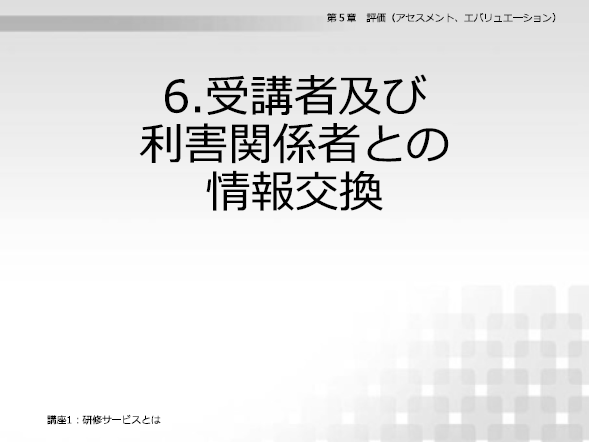 第５章　評価（アセスメント、エバリュエーション）
6.受講者及び
利害関係者との
情報交換
講座1：研修サービスとは